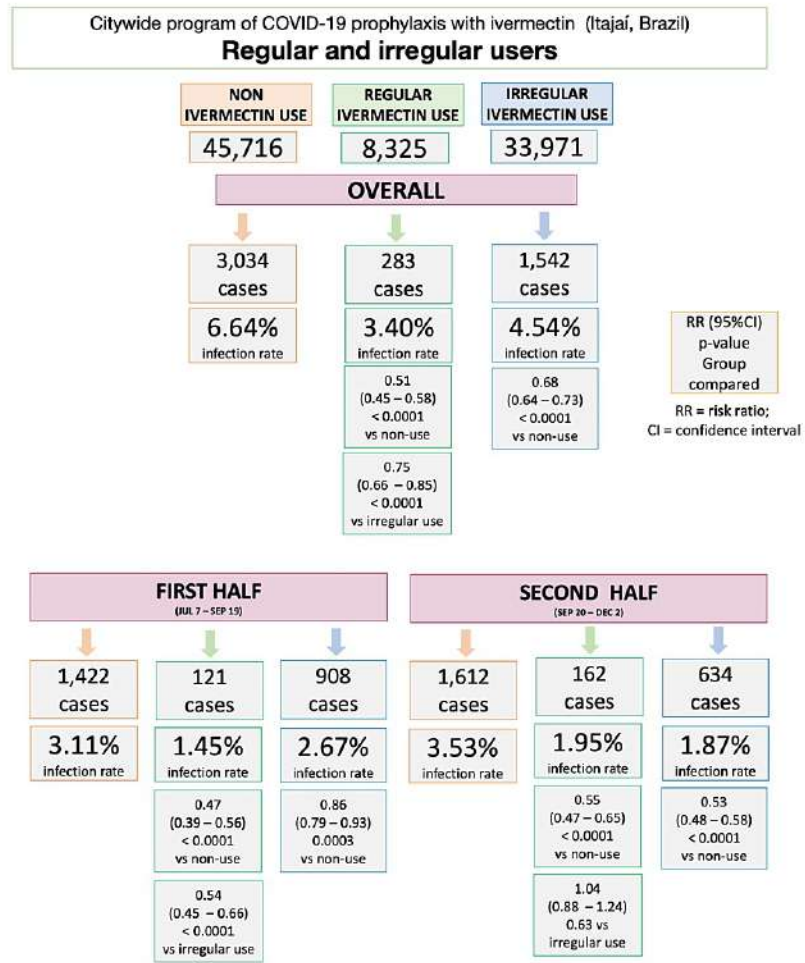 Citywide program of COVID-19 prophylaxis with ivermectin (Itajaí, Brazil)
Regular and irregular users
NON
IVERMECTIN USE
45,716
REGULAR
IVERMECTIN USE
8,325
IRREGULAR
IVERMECTIN USE
33,971
OVERALL
3,034
cases
6.64%
infection rate
283
cases
3.40%
infection rate
0.51
(0.45 – 0.58)
< 0.0001
vs non-use
0.75
(0.66 – 0.85)
< 0.0001
vs irregular use
1,542
cases
4.54%
infection rate
0.68
(0.64 – 0.73)
< 0.0001
vs non-use
RR (95%CI)
p-value
Group
compared
RR = risk ratio;
CI = confidence interval
FIRST HALF
(JUL 7 – SEP 19)
1,422
cases
3.11%
infection rate
121
cases
1.45%
infection rate
0.47
(0.39 – 0.56)
< 0.0001
vs non-use
0.54
(0.45 – 0.66)
< 0.0001
vs irregular use
908
cases
2.67%
infection rate
0.86
(0.79 – 0.93)
0.0003
vs non-use
SECOND HALF
(SEP 20 – DEC 2)
1,612
cases
3.53%
infection rate
162
cases
1.95%
infection rate
0.55
(0.47 – 0.65)
< 0.0001
vs non-use
1.04
(0.88 – 1.24)
0.63 vs
irregular use
634
cases
1.87%
infection rate
0.53
(0.48 – 0.58)
< 0.0001
vs non-use